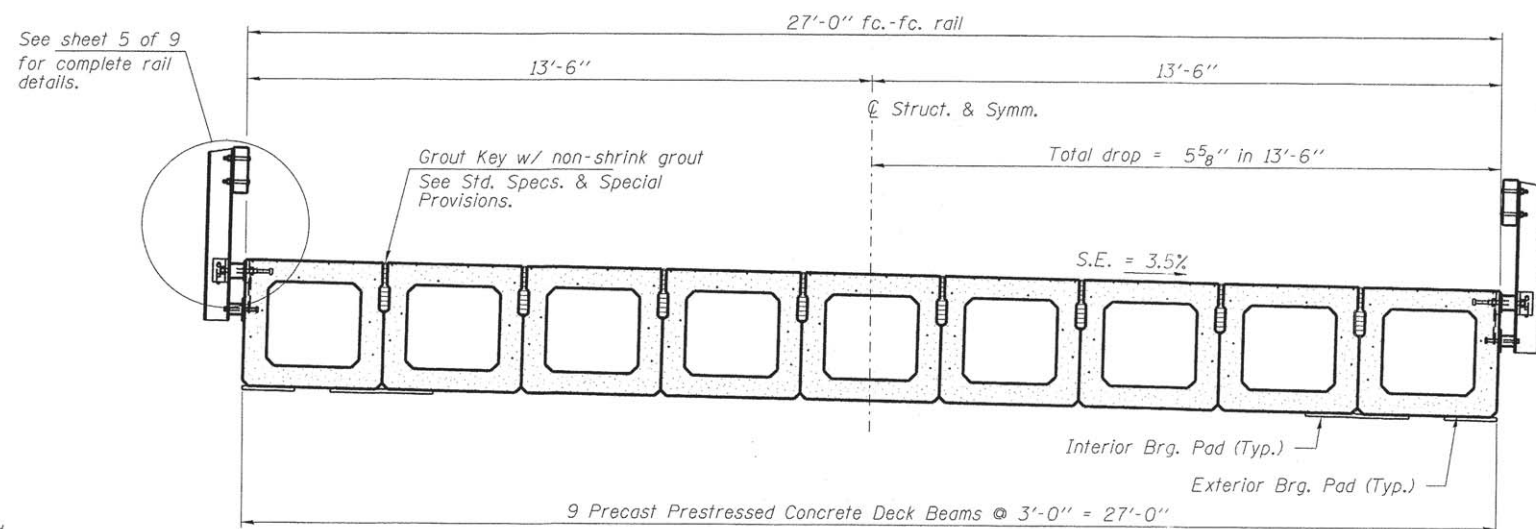 27'-0'' fc.-fc. rail
See sheet 5 of 9
for complete rail
details.
13'-6''
13'-6''
℄ Struct. & Symm.
Grout Key w/ non-shrink grout
See Std. Specs. & Special
Provisions.
Total drop = 5 5/8'' in 13'-6''
S.E. = 3.5%
Interior Brg. Pad (Typ.)
Exterior Brg. Pad (Typ.)
9 Precast Prestressed Concrete Deck Beams @ 3'-0'' = 27'-0''